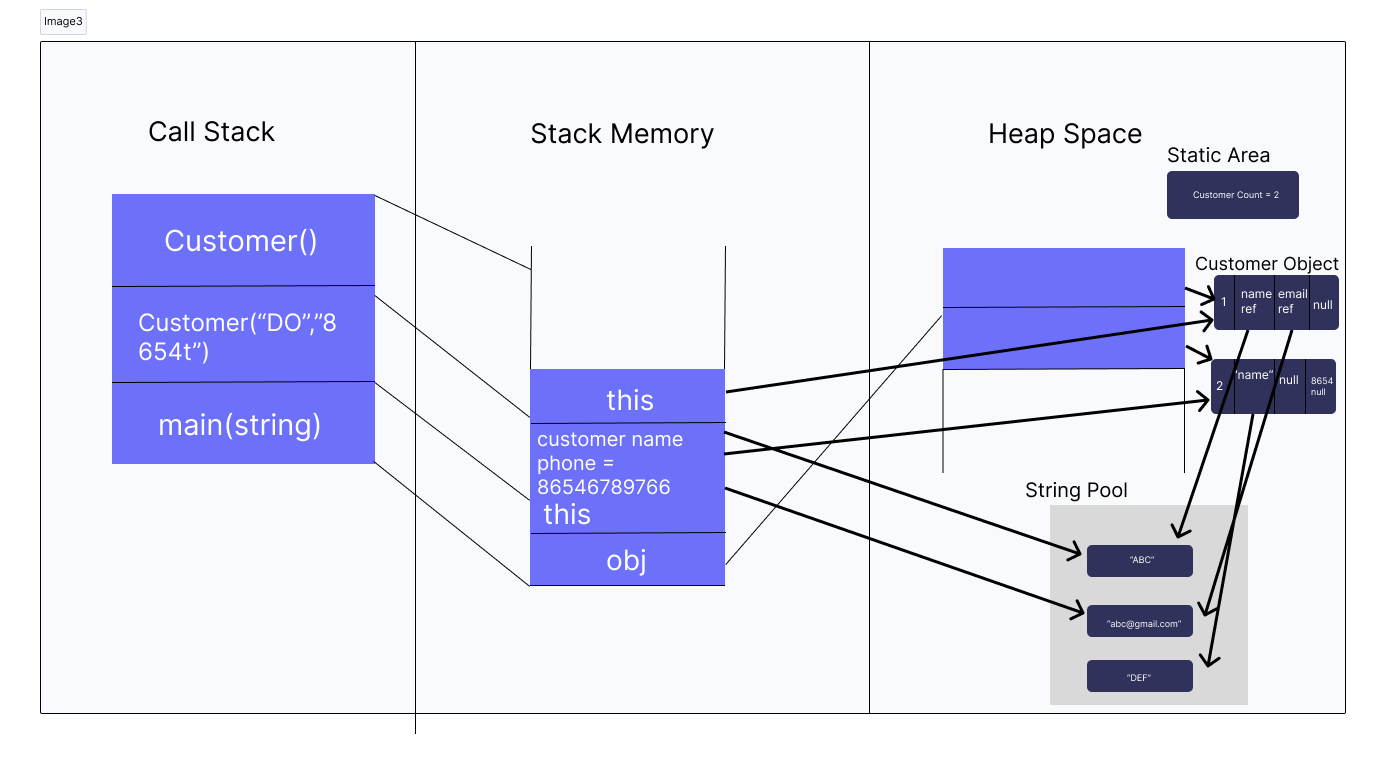 Image3
Call Stack
Stack Memory
Heap Space
Static Area
Customer Count = 2
Customer()
Customer(“DO”,”8
654t”)
main(string)
this
customer name
phone =
86546789766
this
obj
Customer Object
1
name
ref
email
ref
null
2
“name”
null
8654
null
String Pool
“ABC”
“abc@gmail.com”
“DEF”